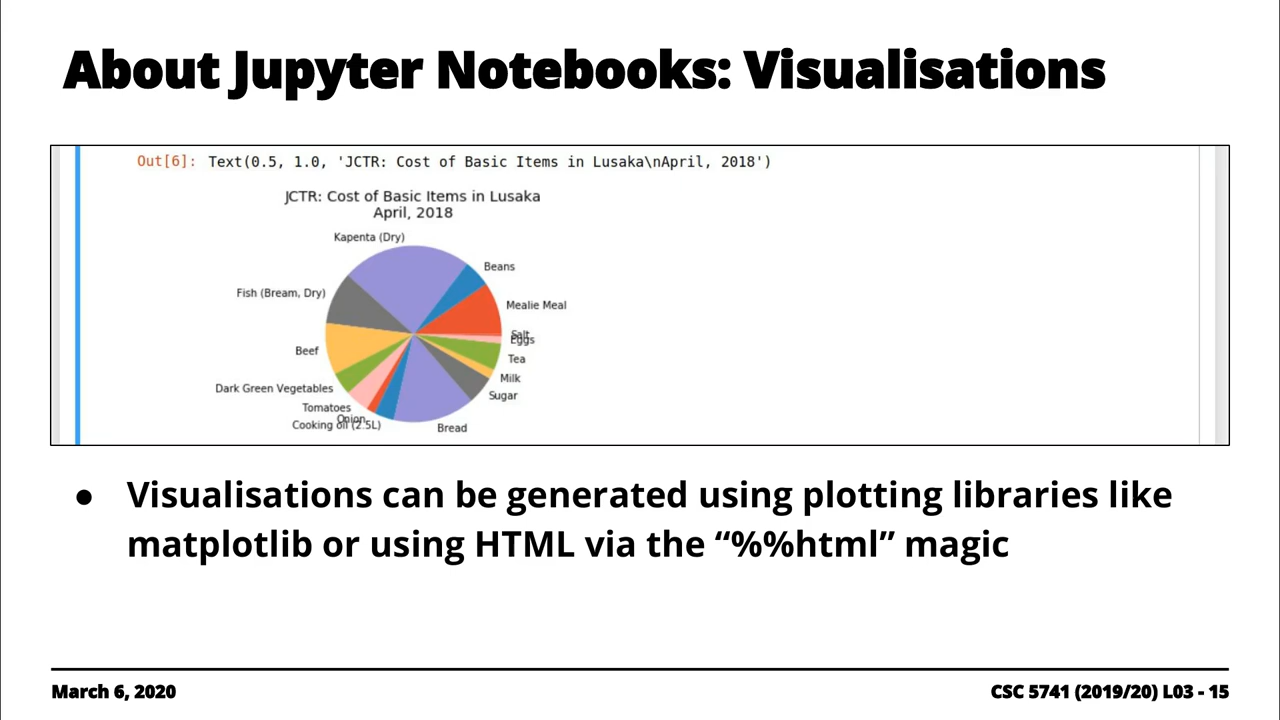 About Jupyter Notebooks: Visualisations
Out[6]: Text(0.5, 1.0, 'JCTR: Cost of Basic Items in Lusaka\nApril, 2018')
JCTR: Cost of Basic Items in Lusaka
April, 2018
Kapenta (Dry)
Beans
Fish (Bream, Dry)
Mealie Meal
Salt
Eggs
Beef
Tea
Milk
Dark Green Vegetables
Sugar
Tomatoes
Onion
Cooking oil (2.5L)
Bread
● Visualisations can be generated using plotting libraries like
matplotlib or using HTML via the “%%html” magic
March 6, 2020
CSC 5741 (2019/20) L03 - 15